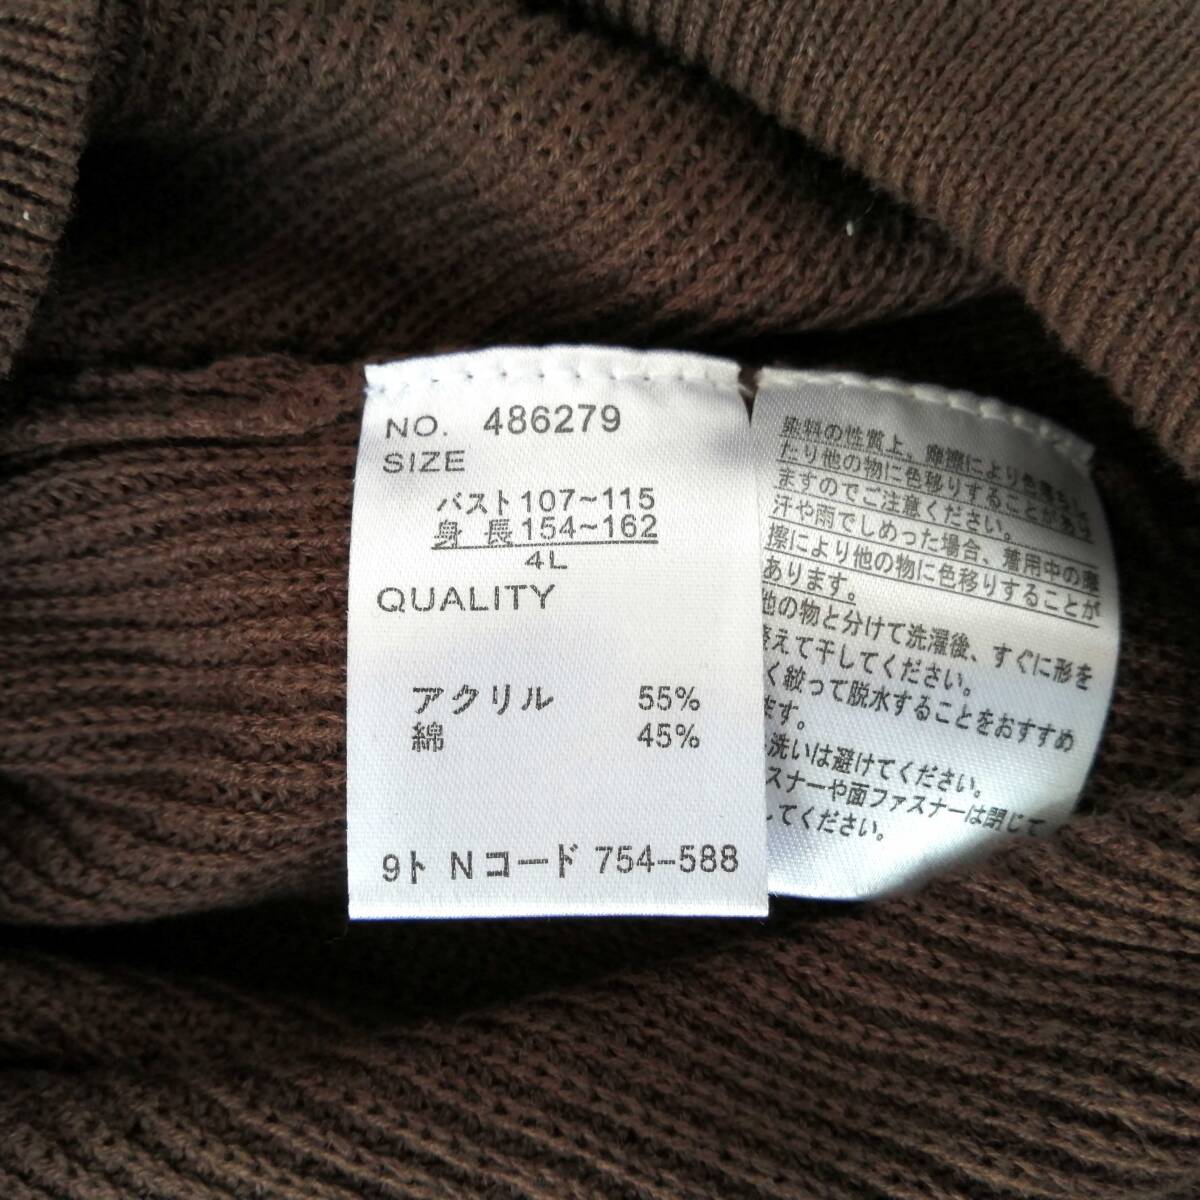 NO. 486279
SIZE
バスト107~115
身 長154~162
4L
QUALITY
アクリル 55%
綿 45%
9ト Nコード 754-588
染料の性質上、摩擦により色落ちし
たり他の物に色移りすることがあり
ますのでご注意ください。
汗や雨でしめった場合、着用中の摩
擦により他の物に色移りすることが
あります。
他の物と分けて洗濯後、すぐに形を
えて干してください。
く絞って脱水することをおすすめ
ます。
洗いは避けてください。
スナーや面ファスナーは閉じて
してください。